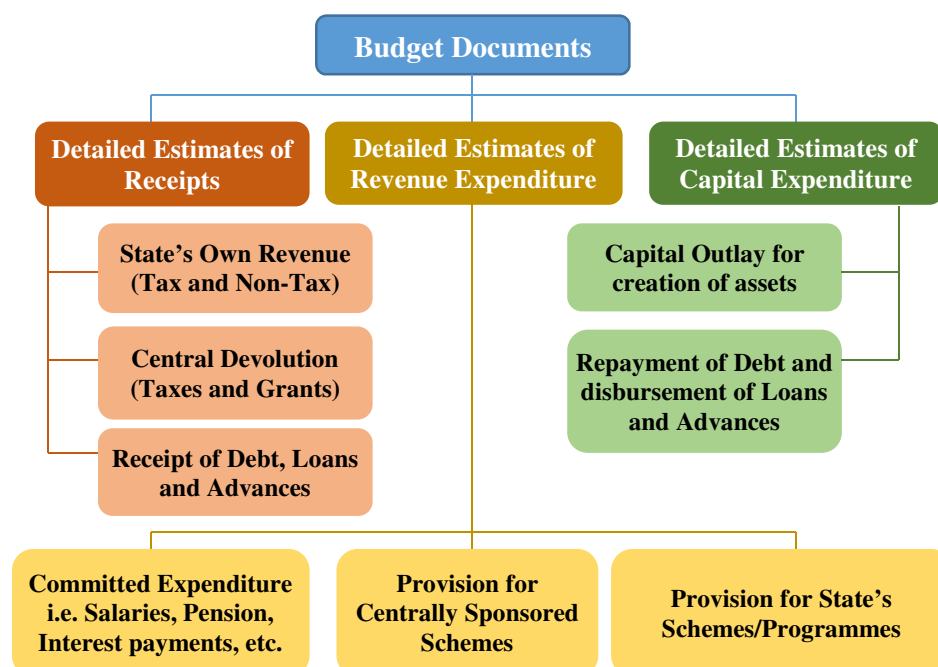 Budget Documents
Detailed Estimates of
Receipts
Detailed Estimates of
Revenue Expenditure
Detailed Estimates of
Capital Expenditure
State’s Own Revenue
(Tax and Non-Tax)
Central Devolution
(Taxes and Grants)
Receipt of Debt, Loans
and Advances
Capital Outlay for
creation of assets
Repayment of Debt and
disbursement of Loans
and Advances
Committed Expenditure
i.e. Salaries, Pension,
Interest payments, etc.
Provision for
Centrally Sponsored
Schemes
Provision for State’s
Schemes/Programmes